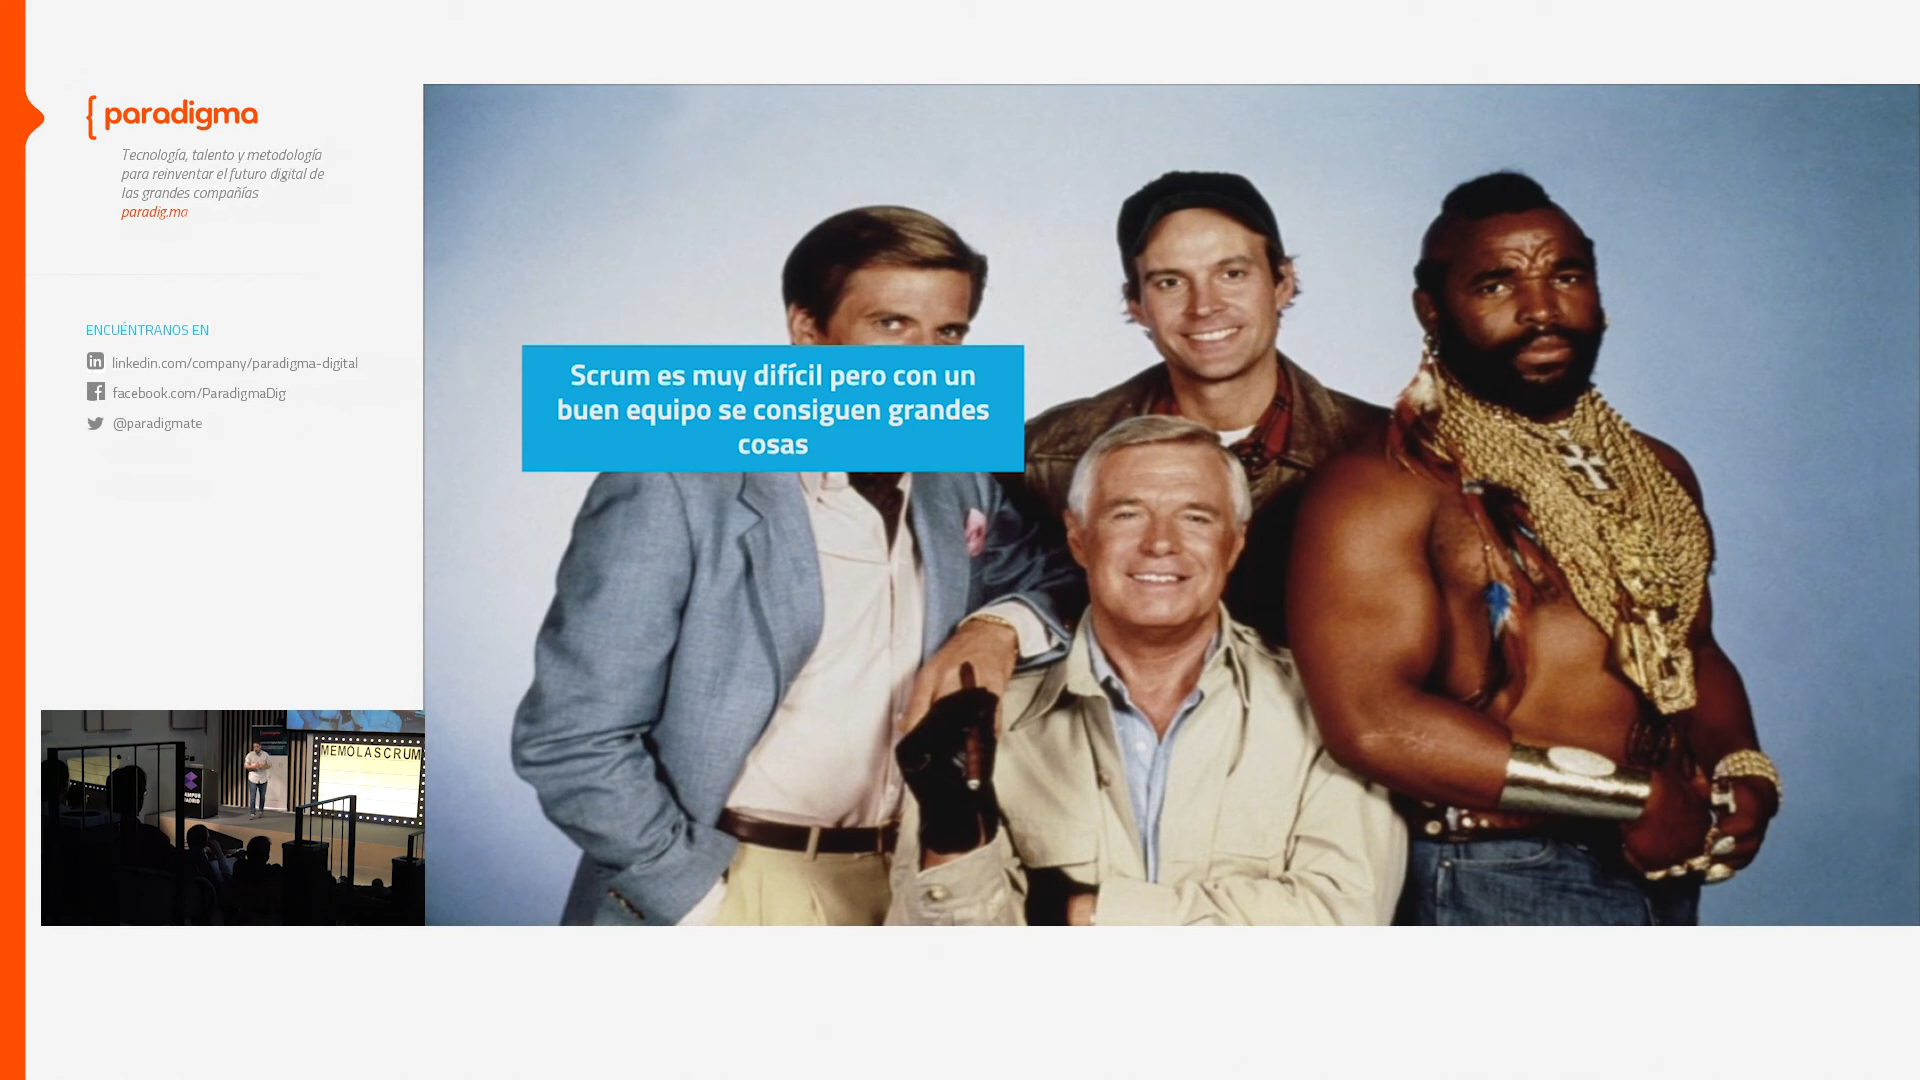 { paradigma
Tecnología, talento y metodología
para reinventar el futuro digital de
las grandes compañías
paradig.ma
ENCUÉNTRANOS EN
linkedin.com/company/paradigma-digital
facebook.com/ParadigmaDig
@paradigmate
Scrum es muy difícil pero con un
buen equipo se consiguen grandes
cosas
MEMOLASCRUM